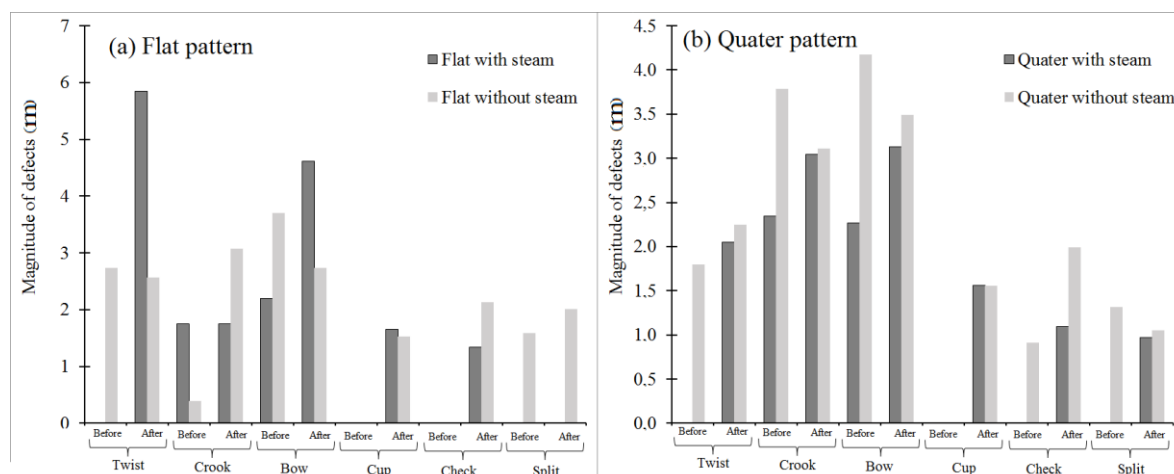 (a) Flat pattern
Flat with steam
Flat without steam
Magnitude of defects (m)
7
6
5
4
3
2
1
0
Before After Before After Before After Before After Before After Before After
Twist Crook Bow Cup Check Split
(b) Quater pattern
Quater with steam
Quater without steam
Magnitude of defects (m)
4.5
4.0
3.5
3.0
2,5
2.0
1.5
1.0
0.5
0.0
Before After Before After Before After Before After Before After Before After
Twist Crook Bow Cup Check Split